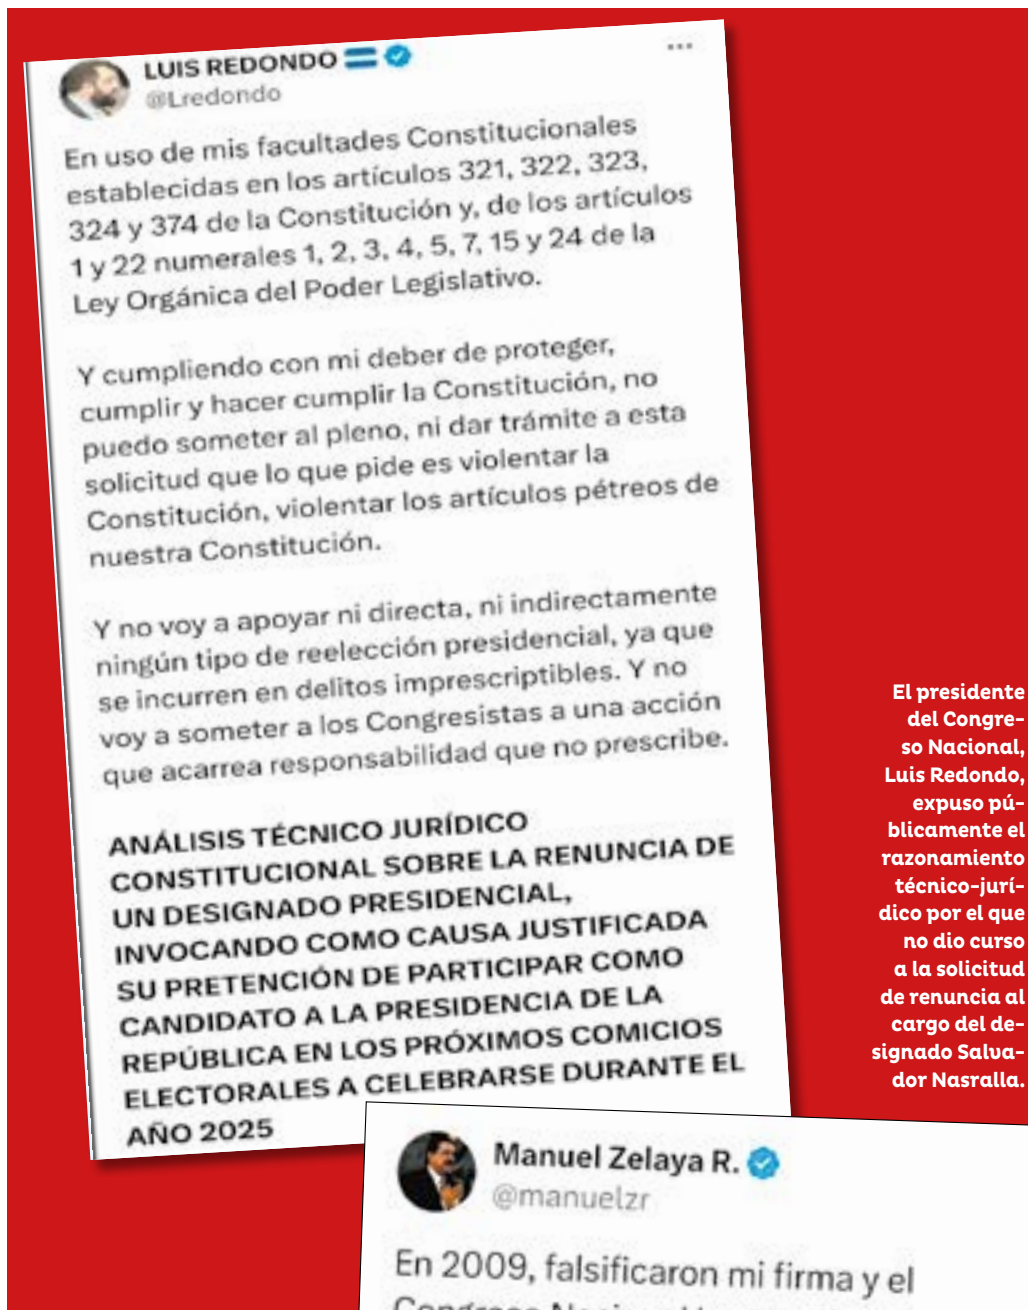 LUIS REDONDO
@Lredondo
En uso de mis facultades Constitucionales
establecidas en los artículos 321, 322, 323,
324 y 374 de la Constitución y, de los artículos
1 y 22 numerales 1, 2, 3, 4, 5, 7, 15 y 24 de la
Ley Orgánica del Poder Legislativo.
Y cumpliendo con mi deber de proteger,
cumplir y hacer cumplir la Constitución, no
puedo someter al pleno, ni dar trámite a esta
solicitud que lo que pide es violentar la
Constitución, violentar los artículos pétreos de
nuestra Constitución.
Y no voy a apoyar ni directa, ni indirectamente
ningún tipo de reelección presidencial, ya que
se incurren en delitos imprescriptibles. Y no
voy a someter a los Congresistas a una acción
que acarrea responsabilidad que no prescribe.
ANÁLISIS TÉCNICO JURÍDICO
CONSTITUCIONAL SOBRE LA RENUNCIA DE
UN DESIGNADO PRESIDENCIAL,
INVOCANDO COMO CAUSA JUSTIFICADA
SU PRETENCIÓN DE PARTICIPAR COMO
CANDIDATO A LA PRESIDENCIA DE LA
REPÚBLICA EN LOS PRÓXIMOS COMICIOS
ELECTORALES A CELEBRARSE DURANTE EL
AÑO 2025
El presidente
del Congre-
so Nacional,
Luis Redondo,
expuso pú-
blicamente el
razonamiento
técnico-jurí-
dico por el que
no dio curso
a la solicitud
de renuncia al
cargo del de-
signado Salva-
dor Nasralla.
Manuel Zelaya R.
@manuelzr
En 2009, falsificaron mi firma y el